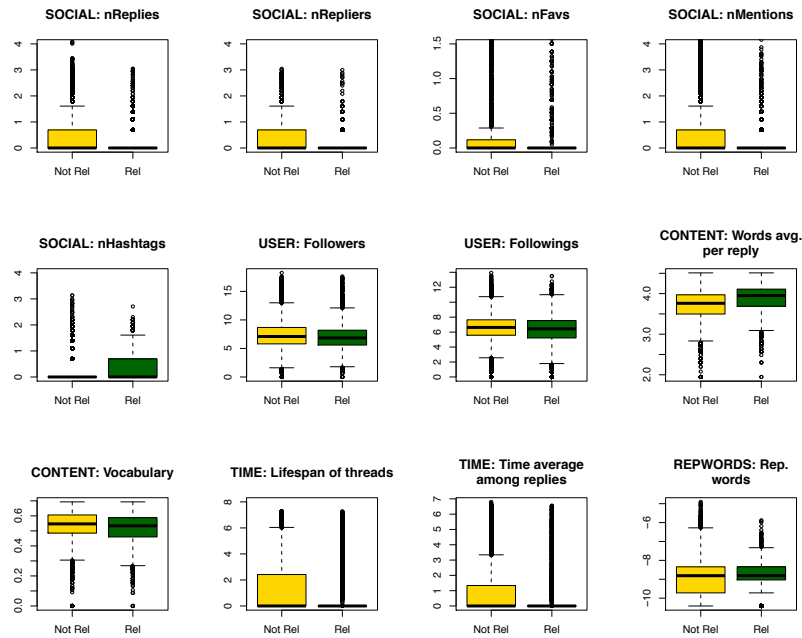 SOCIAL: nReplies
0 1 2 3 4
Not Rel Rel
SOCIAL: nRepliers
0 1 2 3 4
Not Rel Rel
SOCIAL: nFavs
0.0 0.5 1.0 1.5
Not Rel Rel
SOCIAL: nMentions
0 1 2 3 4
Not Rel Rel
SOCIAL: nHashtags
0 1 2 3 4
Not Rel Rel
USER: Followers
0 5 10 15
Not Rel Rel
USER: Followings
0 2 4 6 8 12
Not Rel Rel
CONTENT: Words avg.
per reply
2.0 3.0 4.0
Not Rel Rel
CONTENT: Vocabulary
0.0 0.2 0.4 0.6
Not Rel Rel
TIME: Lifespan of threads
0 2 4 6 8
Not Rel Rel
TIME: Time average
among replies
0 1 2 3 4 5 6 7
Not Rel Rel
REPWORDS: Rep.
words
−10 −8 −6
Not Rel Rel